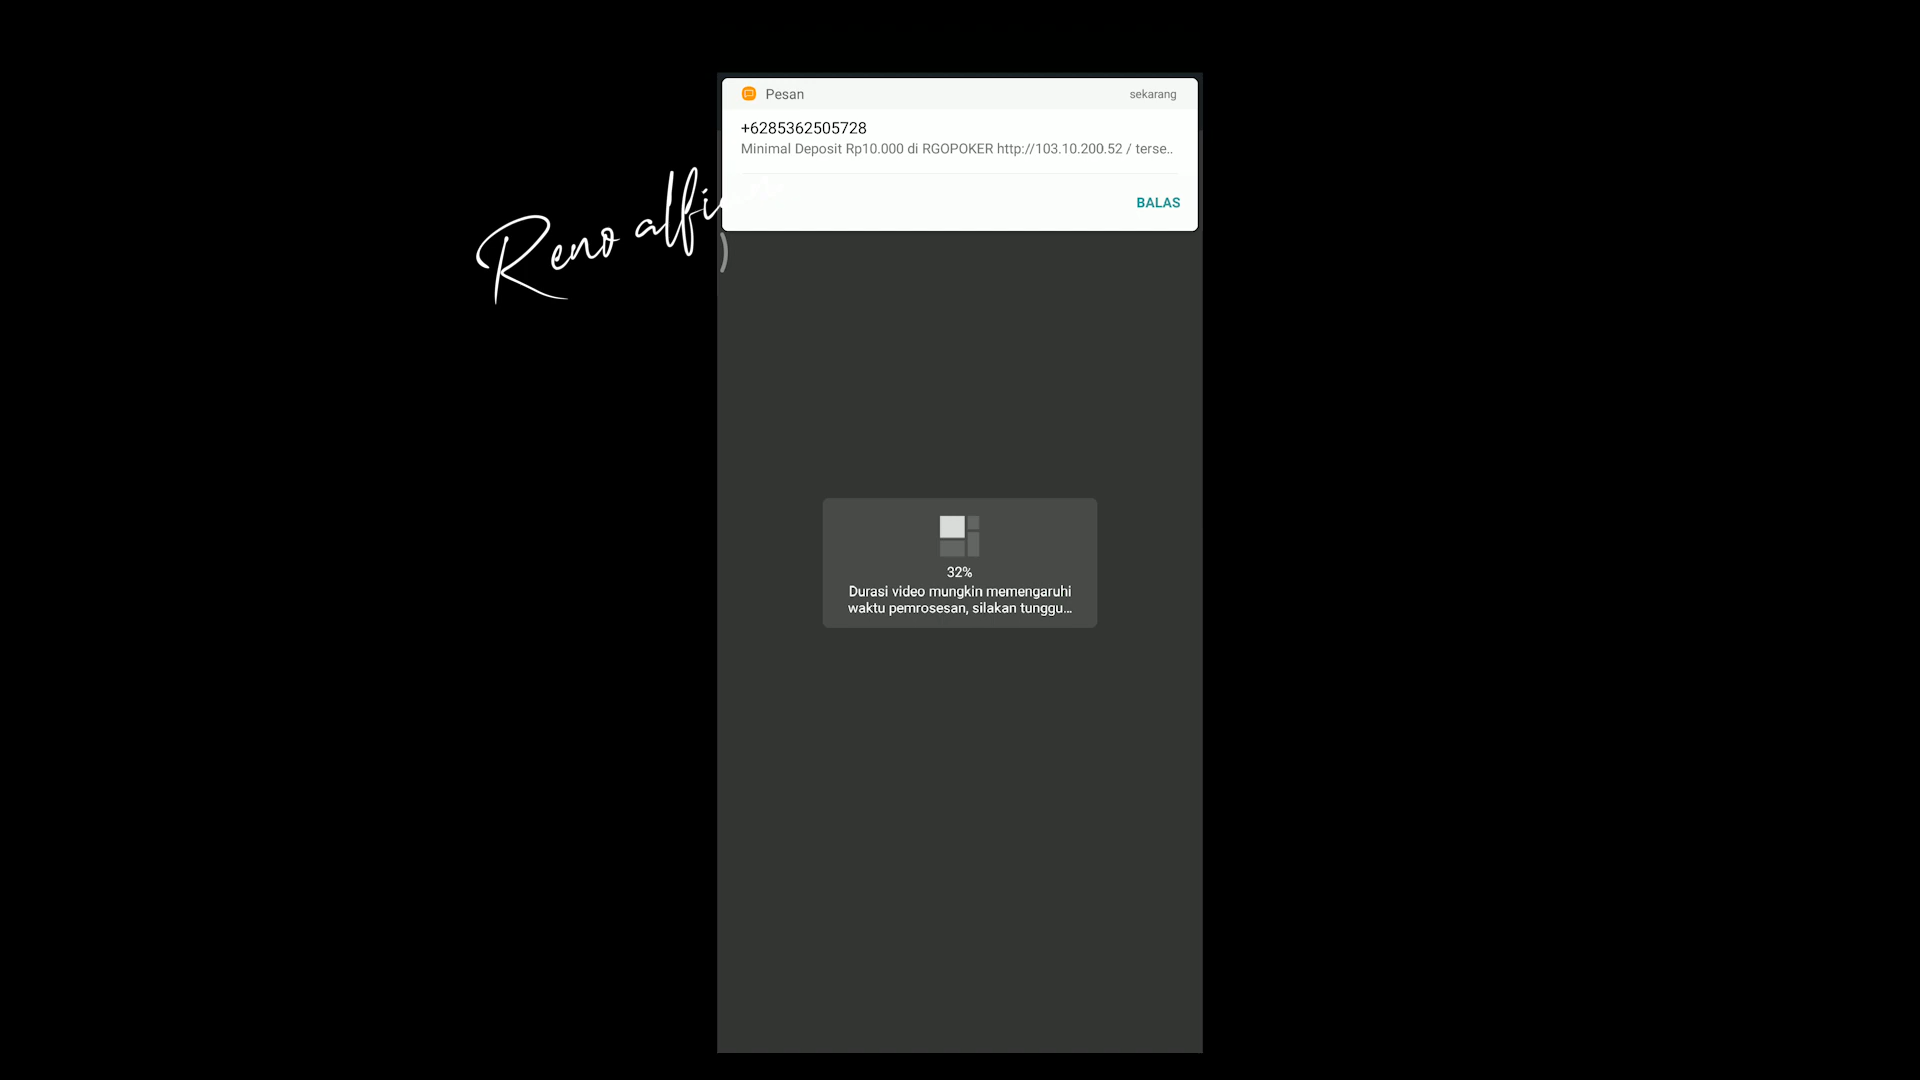 Pesan
sekarang
+6285362505728
Minimal Deposit Rp10.000 di RGOPOKER http://103.10.200.52 / terse..
BALAS
Reno
32%
Durasi video mungkin memengaruhi
waktu pemrosesan, silakan tunggu...